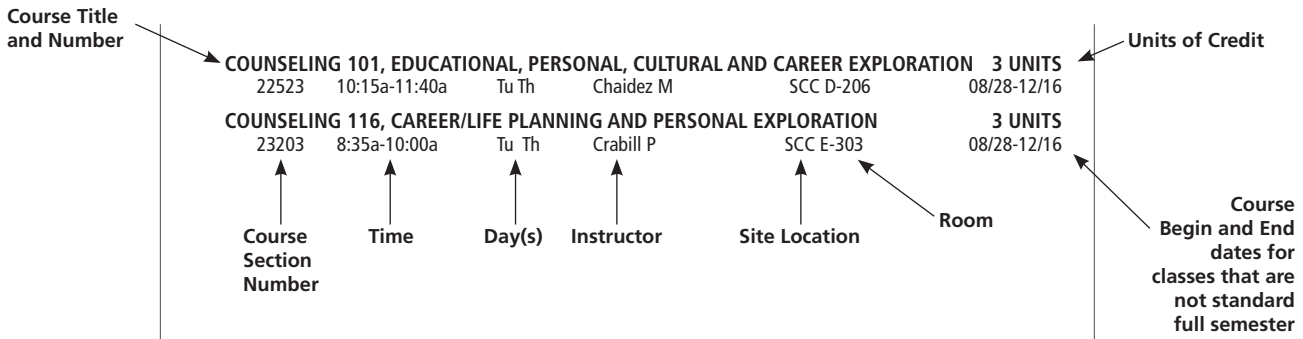 Course Title
and Number
Units of Credit
COUNSELING 101, EDUCATIONAL, PERSONAL, CULTURAL AND CAREER EXPLORATION 3 UNITS
22523 10:15a-11:40a Tu Th Chaidez M SCC D-206 08/28-12/16
COUNSELING 116, CAREER/LIFE PLANNING AND PERSONAL EXPLORATION 3 UNITS
23203 8:35a-10:00a Tu Th Crabill P SCC E-303 08/28-12/16
Course
Section
Number
Time
Day(s)
Instructor
Site Location
Room
Course
Begin and End
dates for
classes that are
not standard
full semester